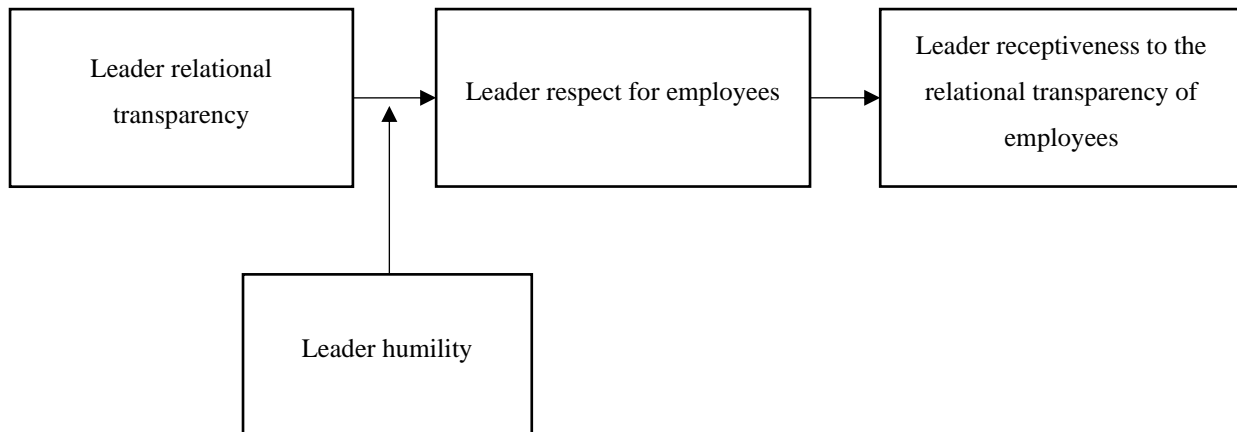 Leader relational
transparency
Leader respect for employees
Leader receptiveness to the
relational transparency of
employees
Leader humility